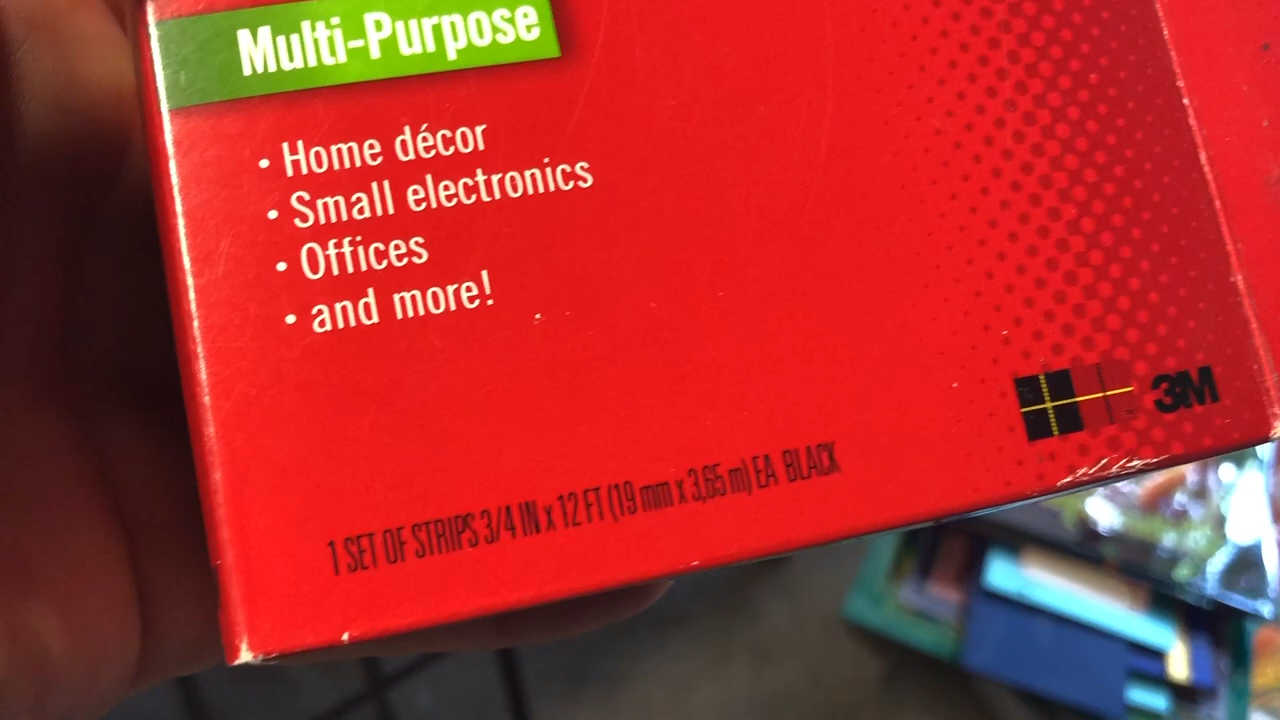 Multi-Purpose
• Home décor
• Small electronics
• Offices
• and more!
3M
1 SET OF STRIPS 3/4 IN x 12 FT (19 mm x 3,65 m) EA BLACK